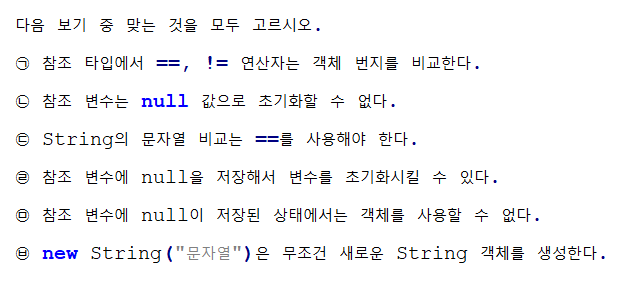 다음 보기 중 맞는 것을 모두 고르시오.
㉠ 참조 타입에서 ==, != 연산자는 객체 번지를 비교한다.
㉡ 참조 변수는 null 값으로 초기화할 수 없다.
㉢ String의 문자열 비교는 ==를 사용해야 한다.
㉣ 참조 변수에 null을 저장해서 변수를 초기화시킬 수 있다.
㉤ 참조 변수에 null이 저장된 상태에서는 객체를 사용할 수 없다.
㉥ new String("문자열")은 무조건 새로운 String 객체를 생성한다.